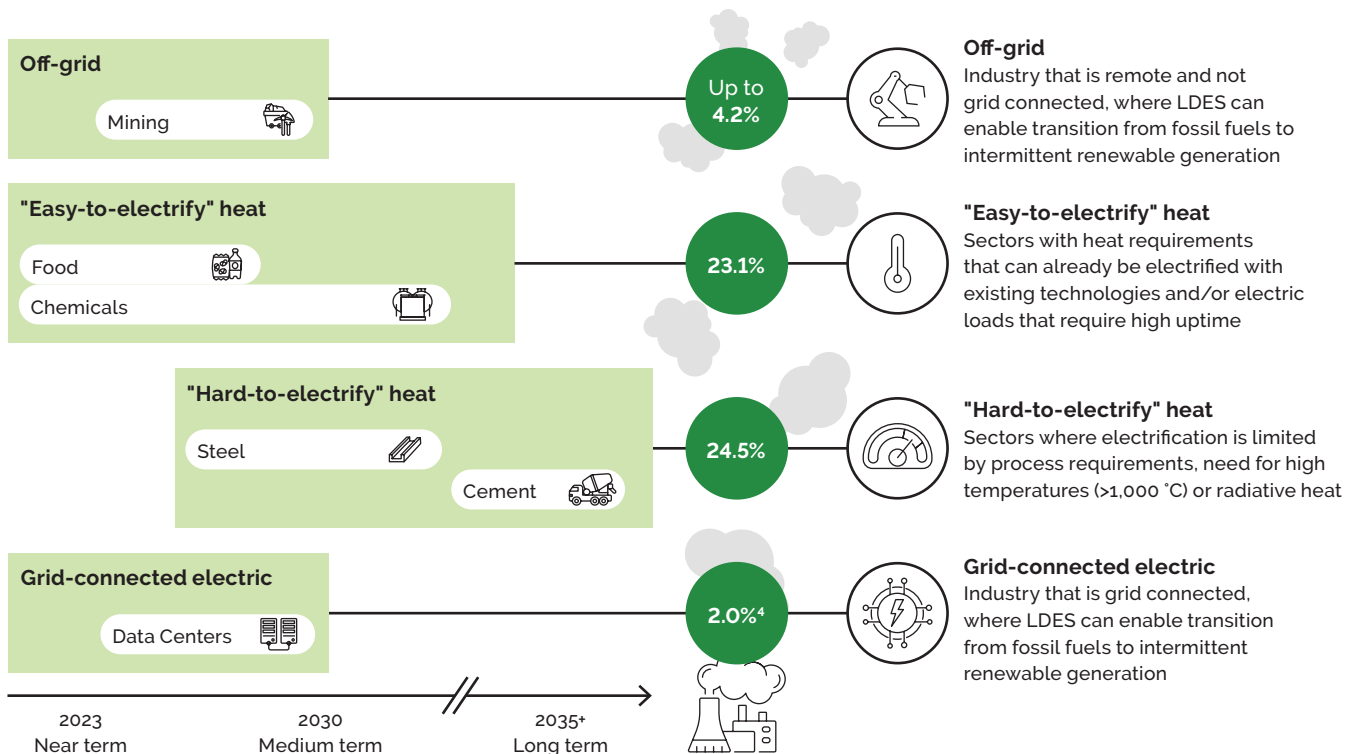 Off-grid
Mining
Up to
4.2%
Off-grid
Industry that is remote and not
grid connected, where LDES can
enable transition from fossil fuels to
intermittent renewable generation
"Easy-to-electrify" heat
Food
Chemicals
23.1%
"Easy-to-electrify" heat
Sectors with heat requirements
that can already be electrified with
existing technologies and/or electric
loads that require high uptime
"Hard-to-electrify" heat
Steel
Cement
24.5%
"Hard-to-electrify" heat
Sectors where electrification is limited
by process requirements, need for high
temperatures (>1,000 °C) or radiative heat
Grid-connected electric
Data Centers
2.0%⁴
Grid-connected electric
Industry that is grid connected,
where LDES can enable transition
from fossil fuels to intermittent
renewable generation
2023
Near term
2030
Medium term
2035+
Long term